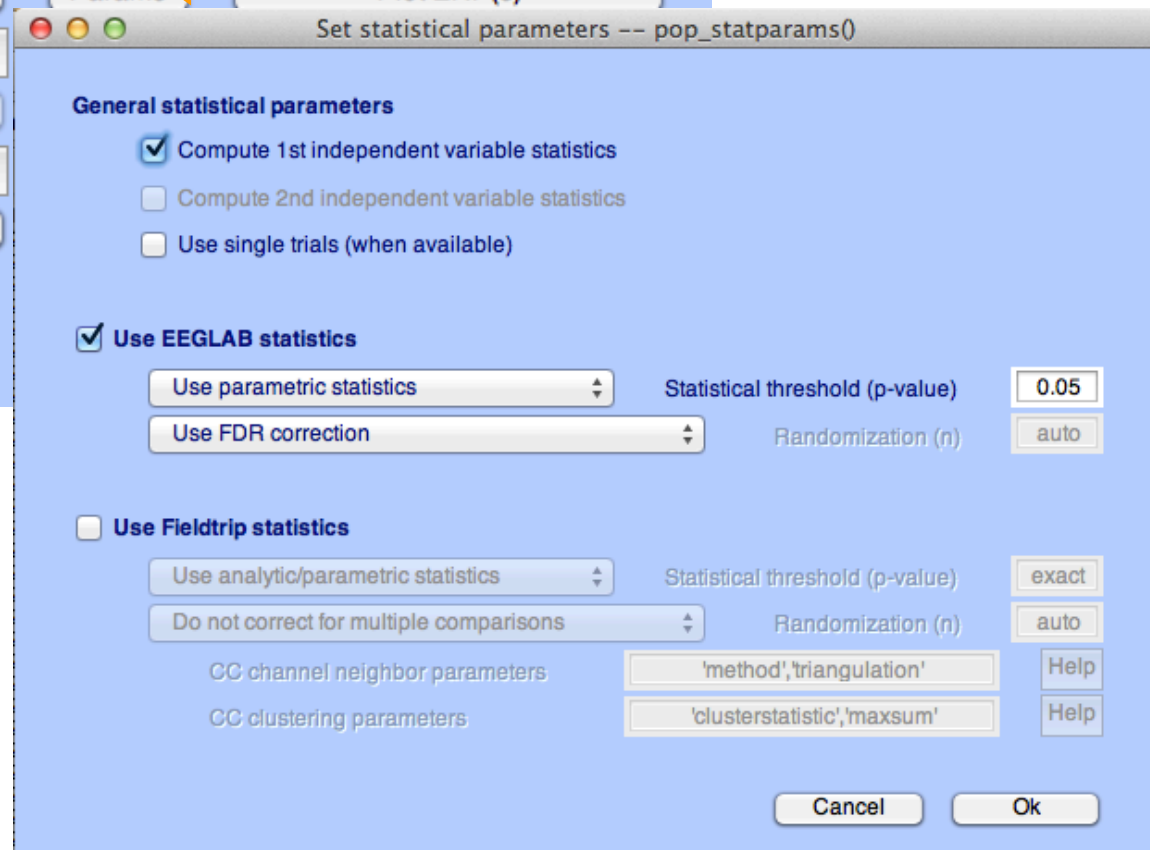 Set statistical parameters -- pop_statparams()
General statistical parameters
Compute 1st independent variable statistics
Compute 2nd independent variable statistics
Use single trials (when available)
Use EEGLAB statistics
Use parametric statistics Statistical threshold (p-value) 0.05
Use FDR correction Randomization (n) auto
Use Fieldtrip statistics
Use analytic/parametric statistics Statistical threshold (p-value) exact
Do not correct for multiple comparisons Randomization (n) auto
CC channel neighbor parameters 'method','triangulation' Help
CC clustering parameters 'clusterstatistic','maxsum' Help
Cancel Ok